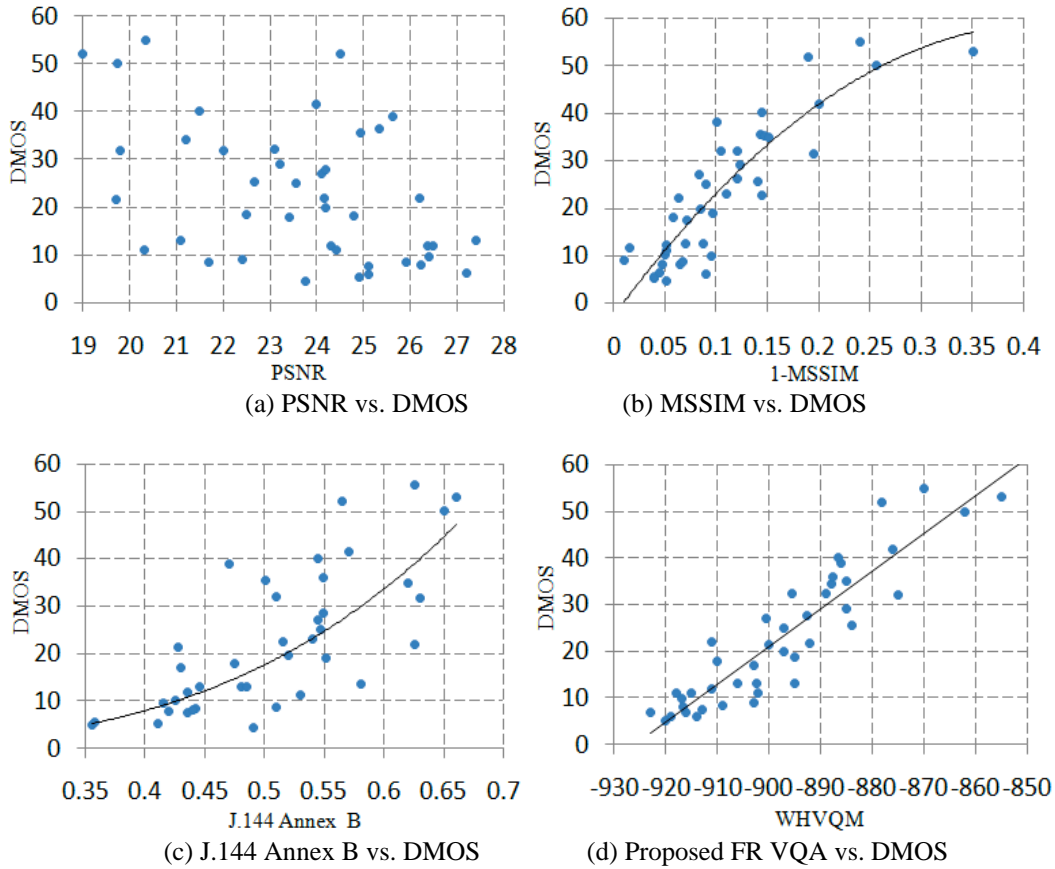 60
50
40
30
20
10
0
DMOS
19 20 21 22 23 24 25 26 27 28
PSNR
(a) PSNR vs. DMOS
60
50
40
30
20
10
0
DMOS
0 0.05 0.1 0.15 0.2 0.25 0.3 0.35 0.4
1-MSSIM
(b) MSSIM vs. DMOS
60
50
40
30
20
10
0
DMOS
0.35 0.4 0.45 0.5 0.55 0.6 0.65 0.7
J.144 Annex B
(c) J.144 Annex B vs. DMOS
60
50
40
30
20
10
0
DMOS
-930 -920 -910 -900 -890 -880 -870 -860 -850
WHVQM
(d) Proposed FR VQA vs. DMOS